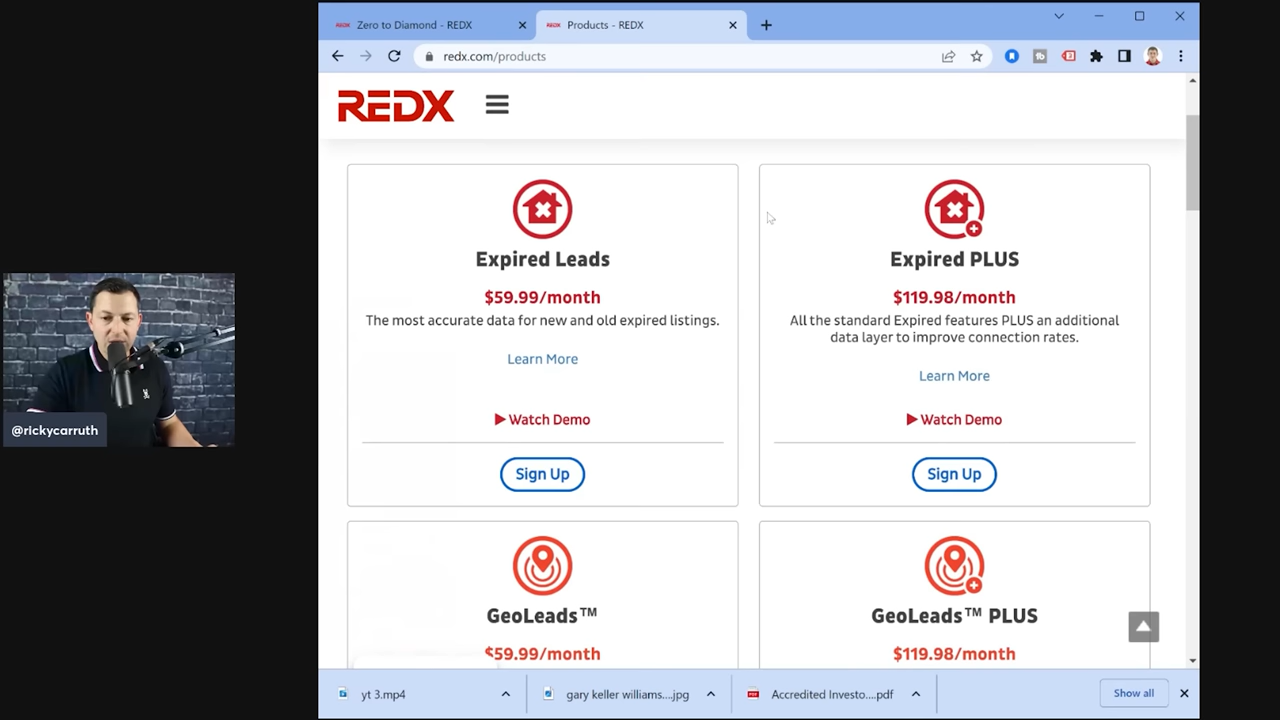 Zero to Diamond - REDX
Products - REDX
redx.com/products
REDX
Expired Leads
$59.99/month
The most accurate data for new and old expired listings.
Learn More
Watch Demo
Sign Up
Expired PLUS
$119.98/month
All the standard Expired features PLUS an additional
data layer to improve connection rates.
Learn More
Watch Demo
Sign Up
GeoLeads™
$59.99/month
GeoLeads™ PLUS
$119.98/month
@rickycarruth
yt 3.mp4
gary keller williams....jpg
Accredited Investo....pdf
Show all